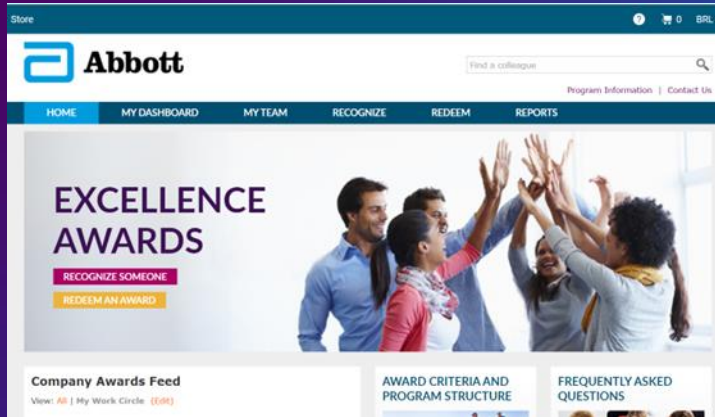 Store
0 BRL
Abbott
Find a colleague
Program Information | Contact Us
HOME MY DASHBOARD MY TEAM RECOGNIZE REDEEM REPORTS
EXCELLENCE
AWARDS
RECOGNIZE SOMEONE
REDEEM AN AWARD
Company Awards Feed
View: All | My Work Circle (Edit)
AWARD CRITERIA AND
PROGRAM STRUCTURE
FREQUENTLY ASKED
QUESTIONS